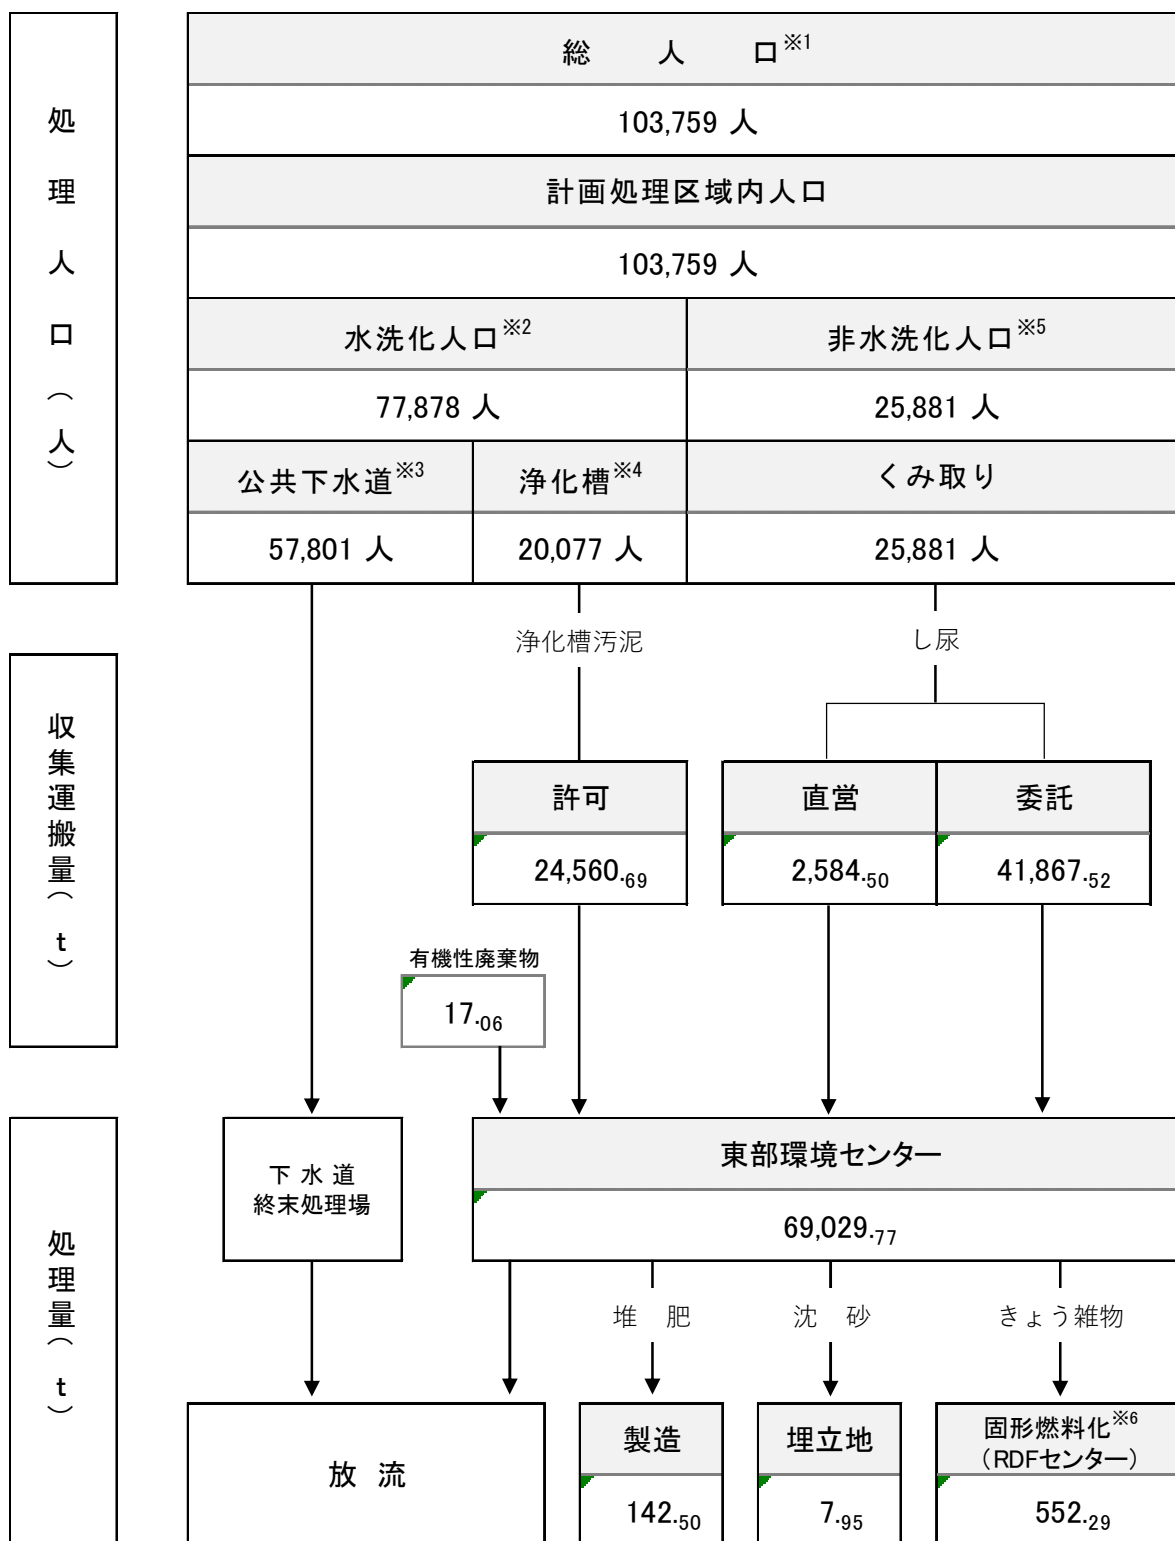 処理人口（人）
総人口※1
103,759 人
計画処理区域内人口
103,759 人
水洗化人口※2 非水洗化人口※5
77,878 人 25,881 人
公共下水道※3 浄化槽※4 くみ取り
57,801 人 20,077 人 25,881 人
浄化槽汚泥 し尿
収集運搬量（t）
許可 直営 委託
24,560.69 2,584.50 41,867.52
有機性廃棄物
17.06
処理量（t）
下水道
終末処理場
東部環境センター
69,029.77
堆肥 沈砂 きょう雑物
放流
製造 埋立地 固形燃料化※6
（RDFセンター）
142.50 7.95 552.29